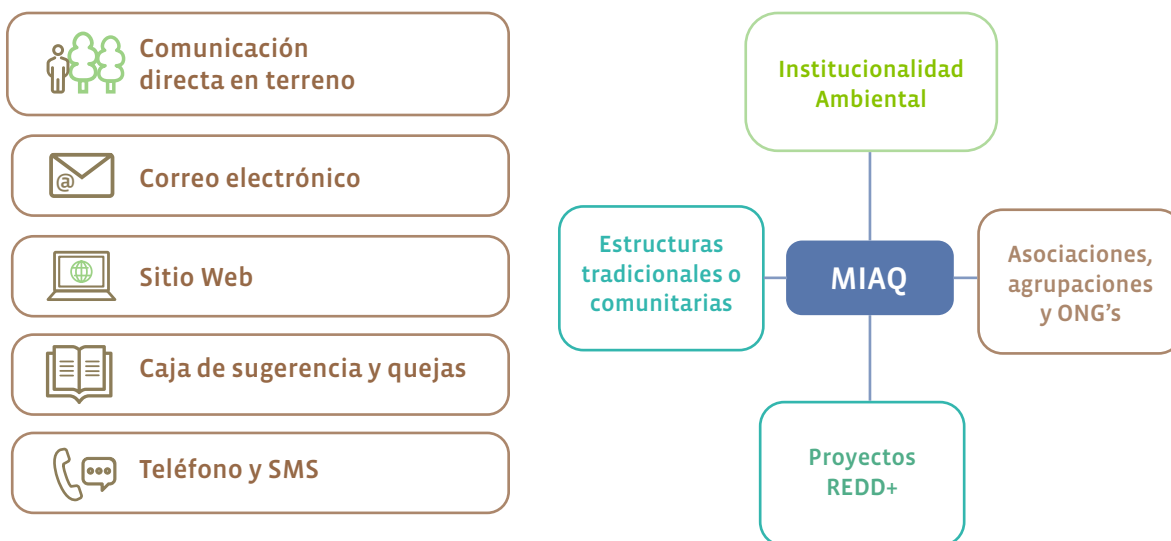 Comunicación
directa en terreno
@
Correo electrónico
Sitio Web
Caja de sugerencia y quejas
Teléfono y SMS
Institucionalidad
Ambiental
Estructuras
tradicionales o
comunitarias
MIAQ
Asociaciones,
agrupaciones
y ONG’s
Proyectos
REDD+